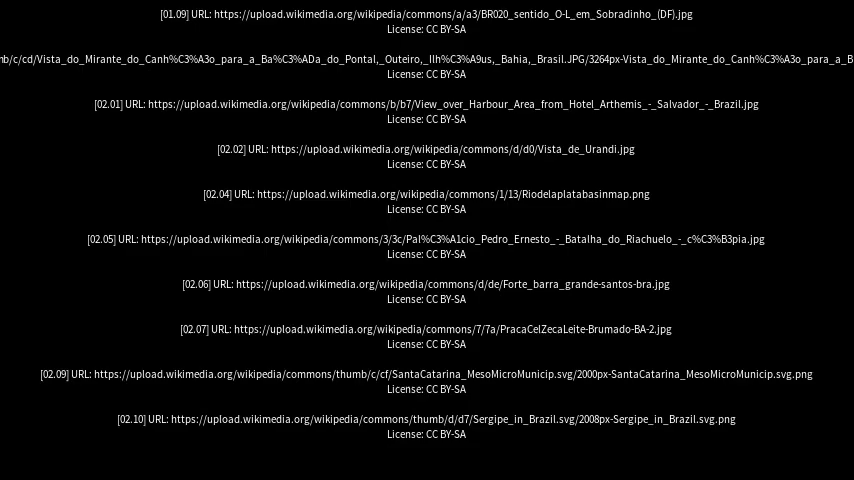 [01.09] URL: https://upload.wikimedia.org/wikipedia/commons/a/a3/BR020_sentido_O-L_em_Sobradinho_(DF).jpg
License: CC BY-SA
b/c/cd/Vista_do_Mirante_do_Canh%C3%A3o_para_a_Ba%C3%ADa_do_Pontal,_Outeiro,_Ilh%C3%A9us,_Bahia,_Brasil.JPG/3264px-Vista_do_Mirante_do_Canh%C3%A3o_para_a_B
License: CC BY-SA
[02.01] URL: https://upload.wikimedia.org/wikipedia/commons/b/b7/View_over_Harbour_Area_from_Hotel_Arthemis_-_Salvador_-_Brazil.jpg
License: CC BY-SA
[02.02] URL: https://upload.wikimedia.org/wikipedia/commons/d/d0/Vista_de_Urandi.jpg
License: CC BY-SA
[02.04] URL: https://upload.wikimedia.org/wikipedia/commons/1/13/Riodelaplatabasinmap.png
License: CC BY-SA
[02.05] URL: https://upload.wikimedia.org/wikipedia/commons/3/3c/Pal%C3%A1cio_Pedro_Ernesto_-_Batalha_do_Riachuelo_-_c%C3%B3pia.jpg
License: CC BY-SA
[02.06] URL: https://upload.wikimedia.org/wikipedia/commons/d/de/Forte_barra_grande-santos-bra.jpg
License: CC BY-SA
[02.07] URL: https://upload.wikimedia.org/wikipedia/commons/7/7a/PracaCelZecaLeite-Brumado-BA-2.jpg
License: CC BY-SA
[02.09] URL: https://upload.wikimedia.org/wikipedia/commons/thumb/c/cf/SantaCatarina_MesoMicroMunicip.svg/2000px-SantaCatarina_MesoMicroMunicip.svg.png
License: CC BY-SA
[02.10] URL: https://upload.wikimedia.org/wikipedia/commons/thumb/d/d7/Sergipe_in_Brazil.svg/2008px-Sergipe_in_Brazil.svg.png
License: CC BY-SA